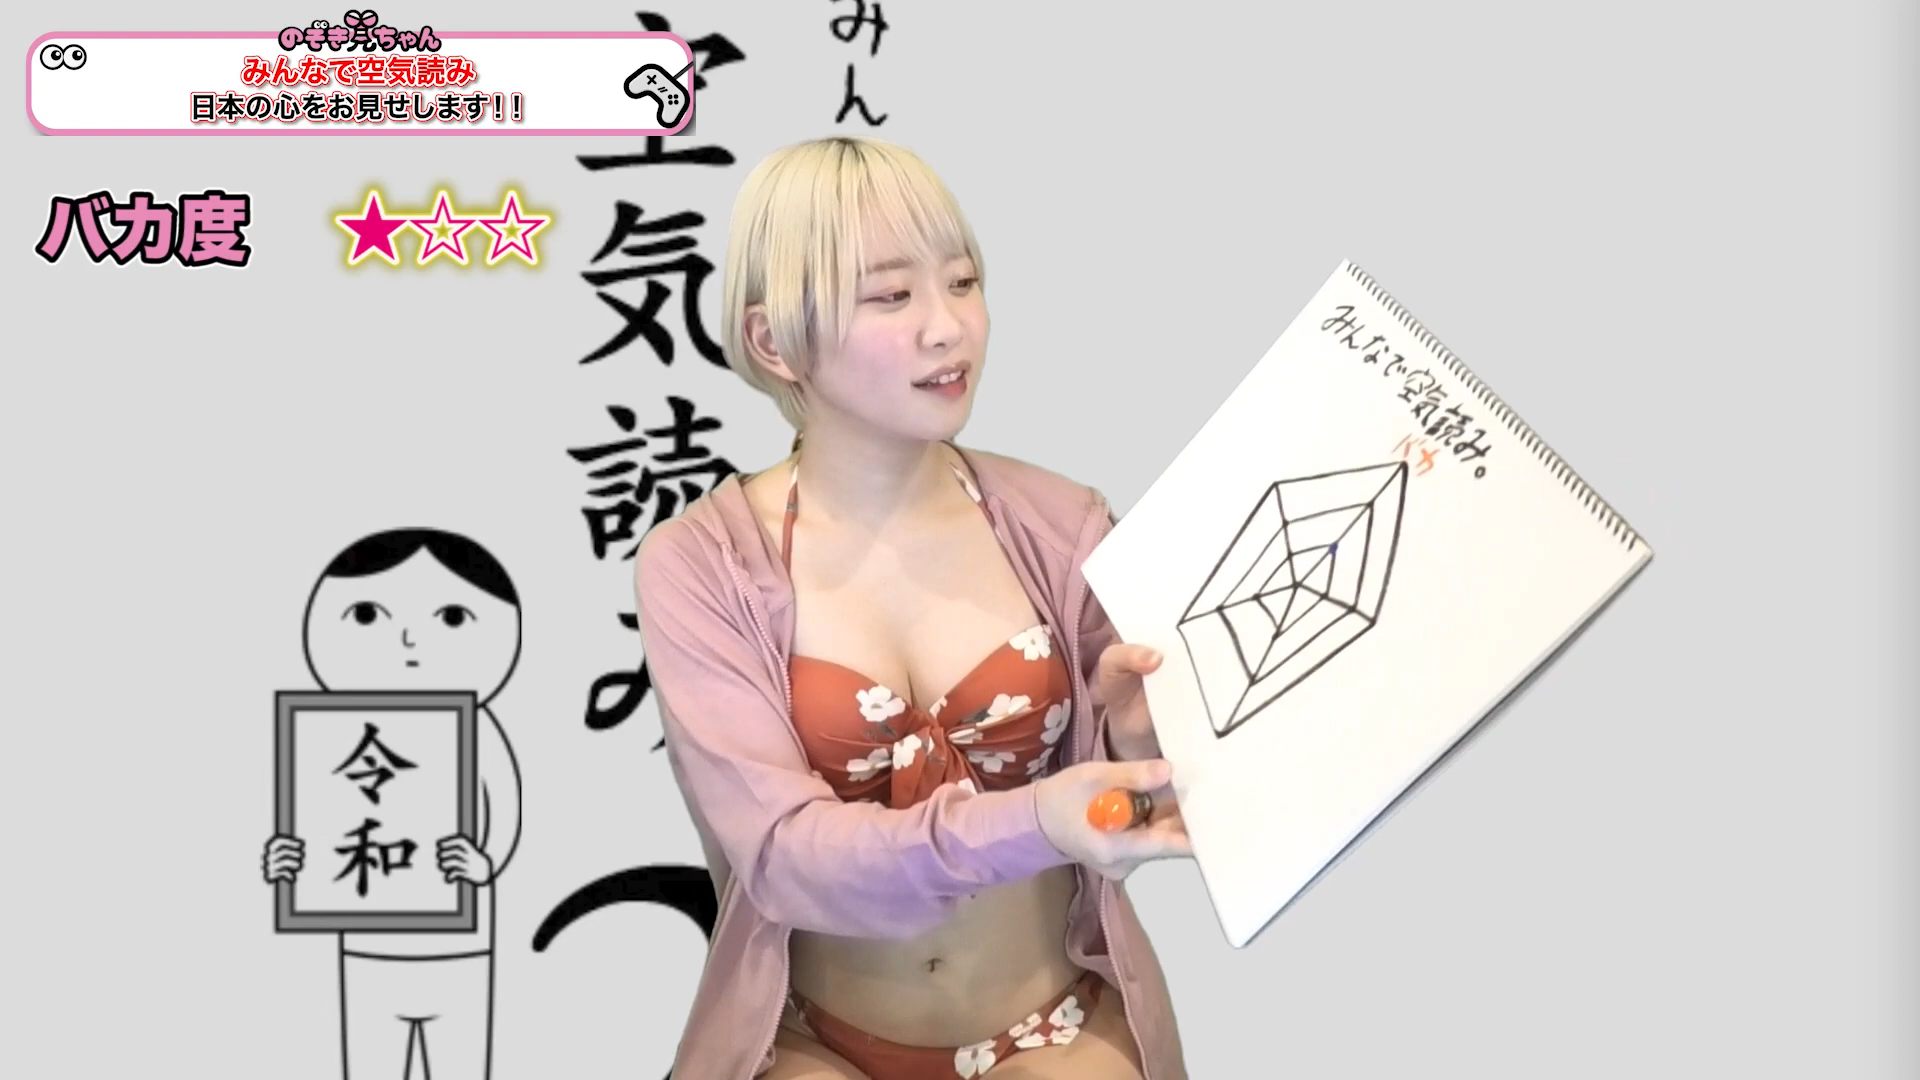 のぞき見ちゃん
みんなで空気読み
日本の心をお見せします!!
バカ度
★☆☆
みん
空気読み
令和
みんなで空気読み。
バカ